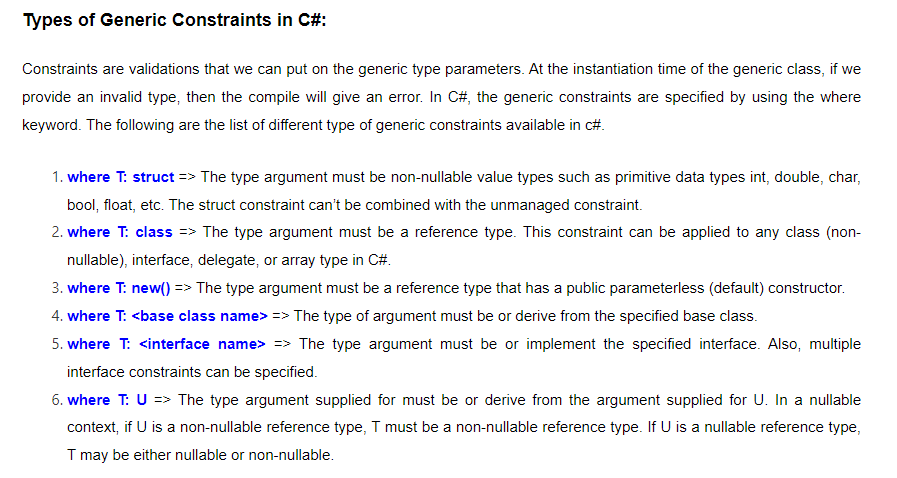 Types of Generic Constraints in C#:
Constraints are validations that we can put on the generic type parameters. At the instantiation time of the generic class, if we
provide an invalid type, then the compile will give an error. In C#, the generic constraints are specified by using the where
keyword. The following are the list of different type of generic constraints available in c#.
1. where T: struct => The type argument must be non-nullable value types such as primitive data types int, double, char,
bool, float, etc. The struct constraint can't be combined with the unmanaged constraint.
2. where T: class => The type argument must be a reference type. This constraint can be applied to any class (non-
nullable), interface, delegate, or array type in C#.
3. where T: new() => The type argument must be a reference type that has a public parameterless (default) constructor.
4. where T: <base class name> => The type of argument must be or derive from the specified base class.
5. where T: <interface name> => The type argument must be or implement the specified interface. Also, multiple
interface constraints can be specified.
6. where T: U => The type argument supplied for must be or derive from the argument supplied for U. In a nullable
context, if U is a non-nullable reference type, T must be a non-nullable reference type. If U is a nullable reference type,
T may be either nullable or non-nullable.